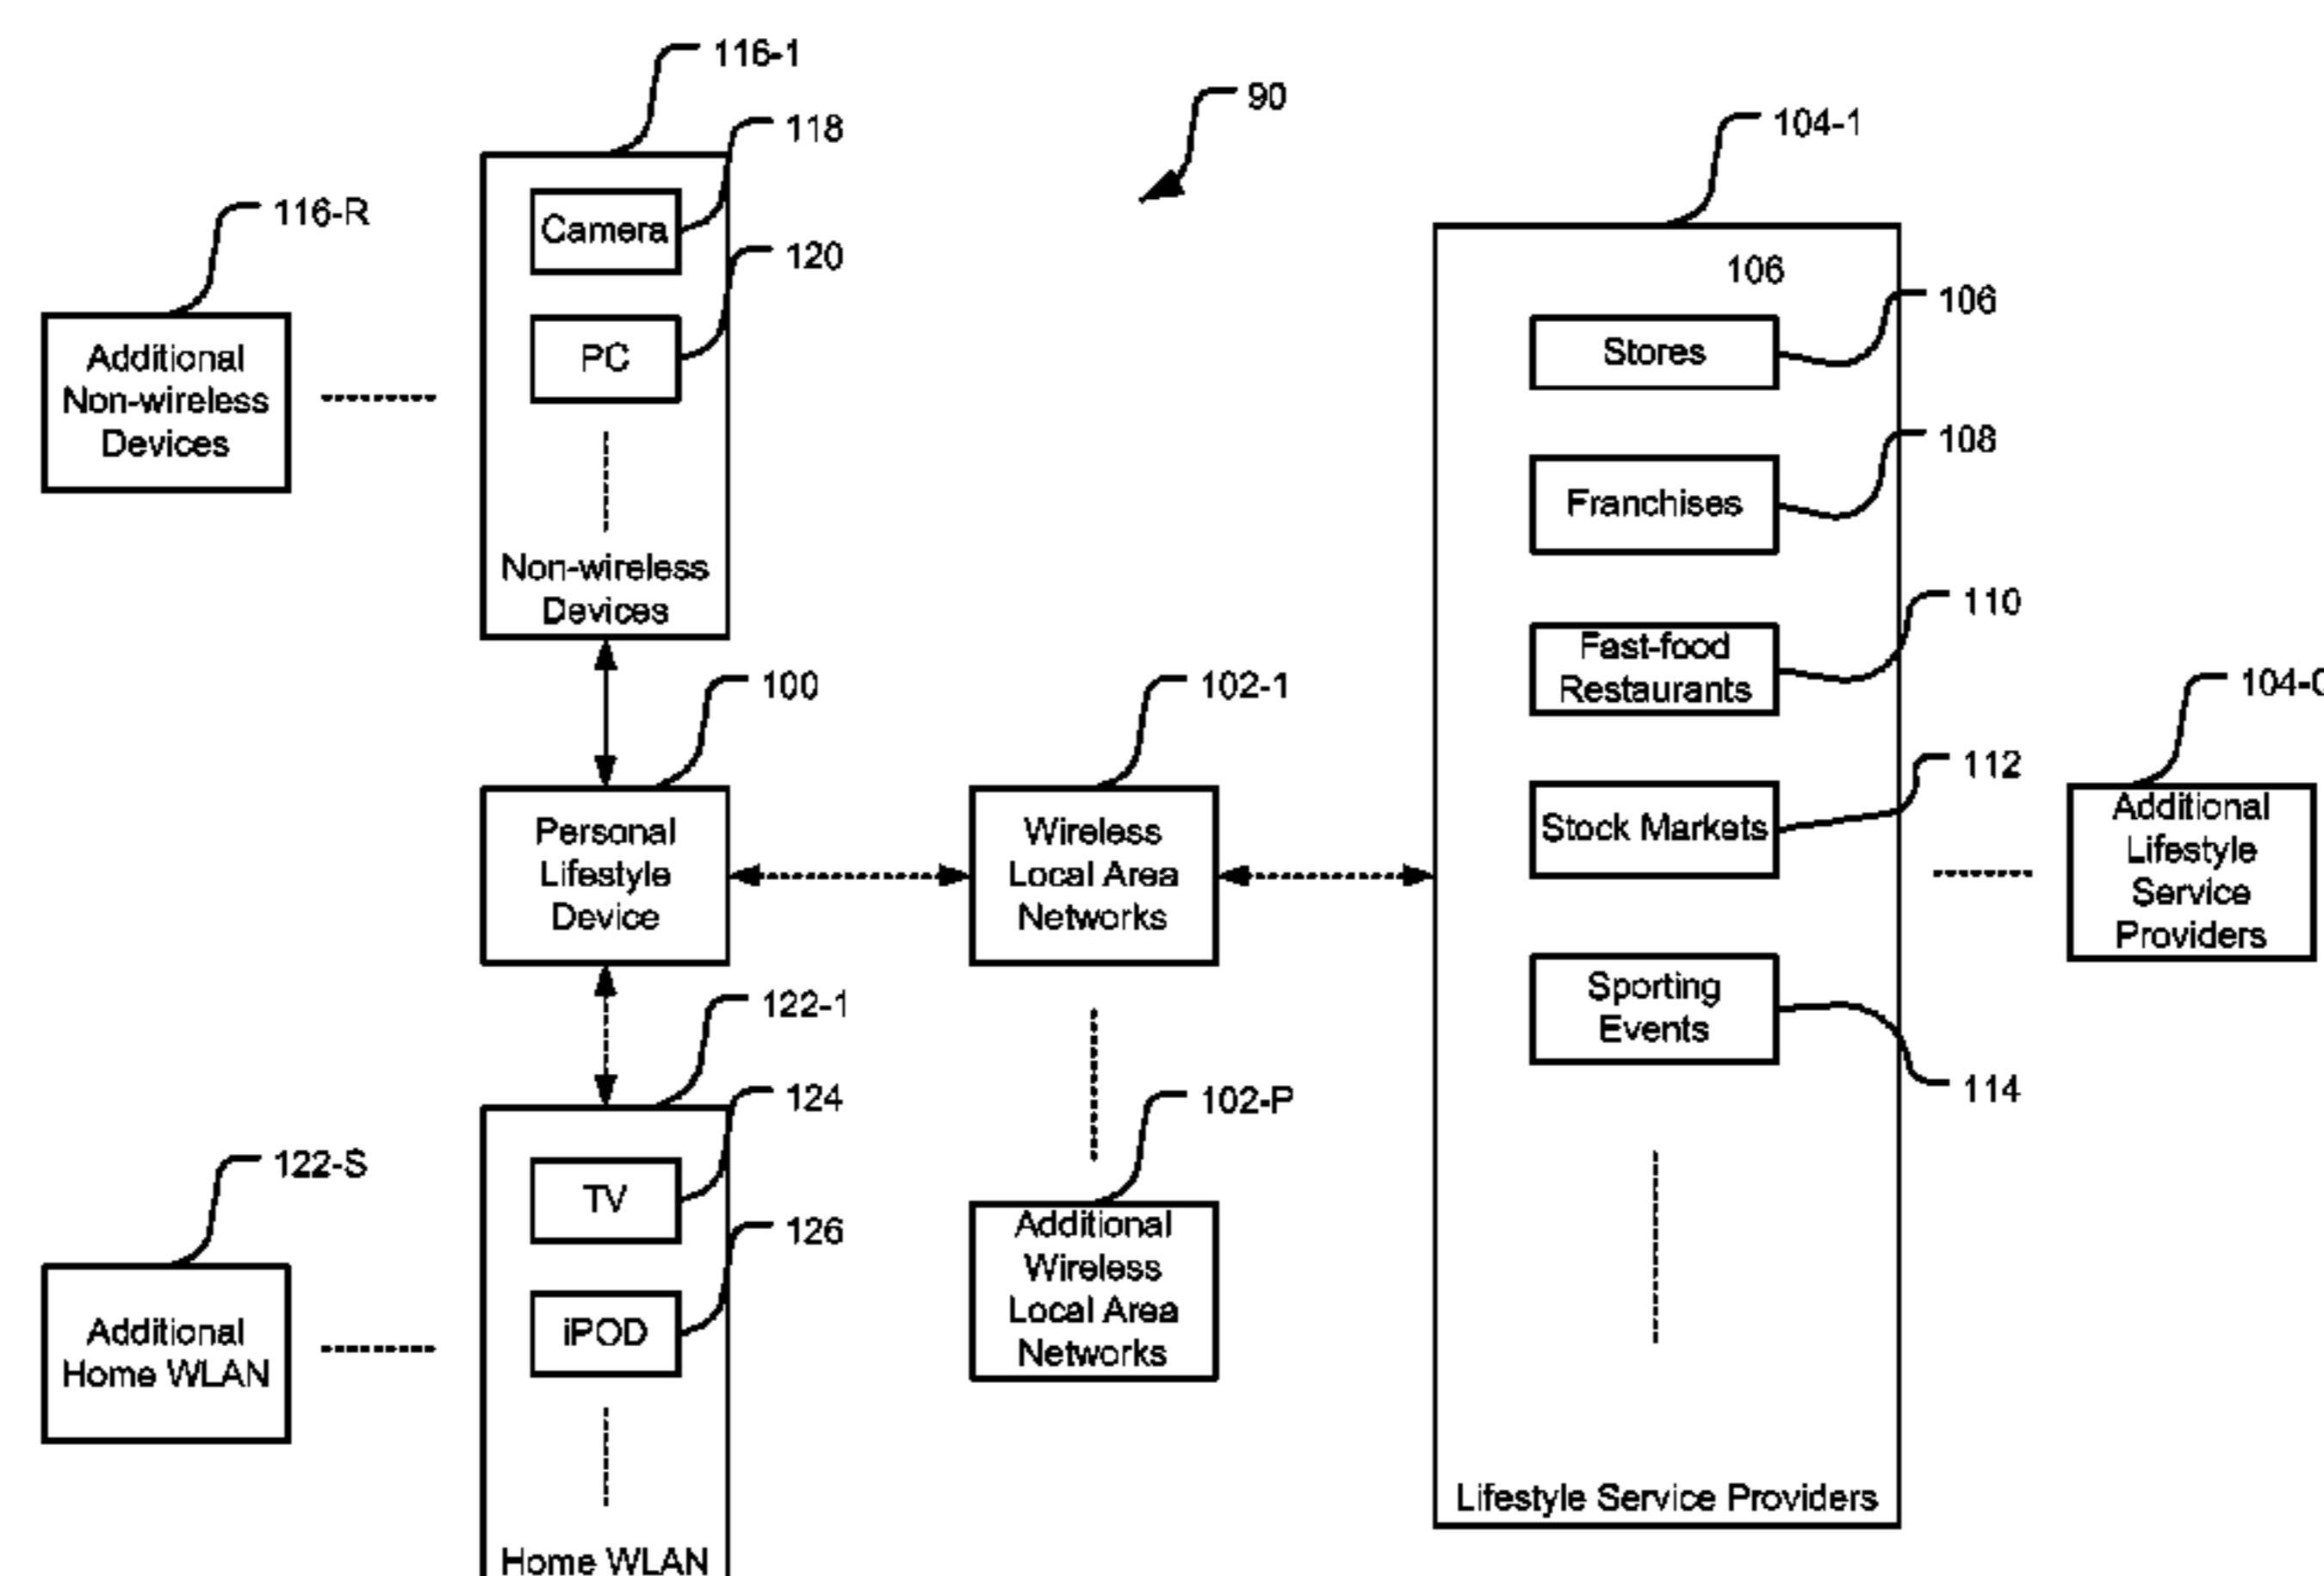 116-1
118
90
104-1
116-R
Camera
120
106
106
Additional
Non-wireless
Devices
PC
Stores
108
Franchises
Non-wireless
Devices
110
Fast-food
Restaurants
100
102-1
104-
112
Personal
Lifestyle
Device
Wireless
Local Area
Networks
Stock Markets
Additional
Lifestyle
Service
Providers
122-1
Sporting
Events
114
124
102-P
122-S
TV
126
Additional
Wireless
Local Area
Networks
Additional
Home WLAN
iPOD
Lifestyle Service Providers
Home WLAN